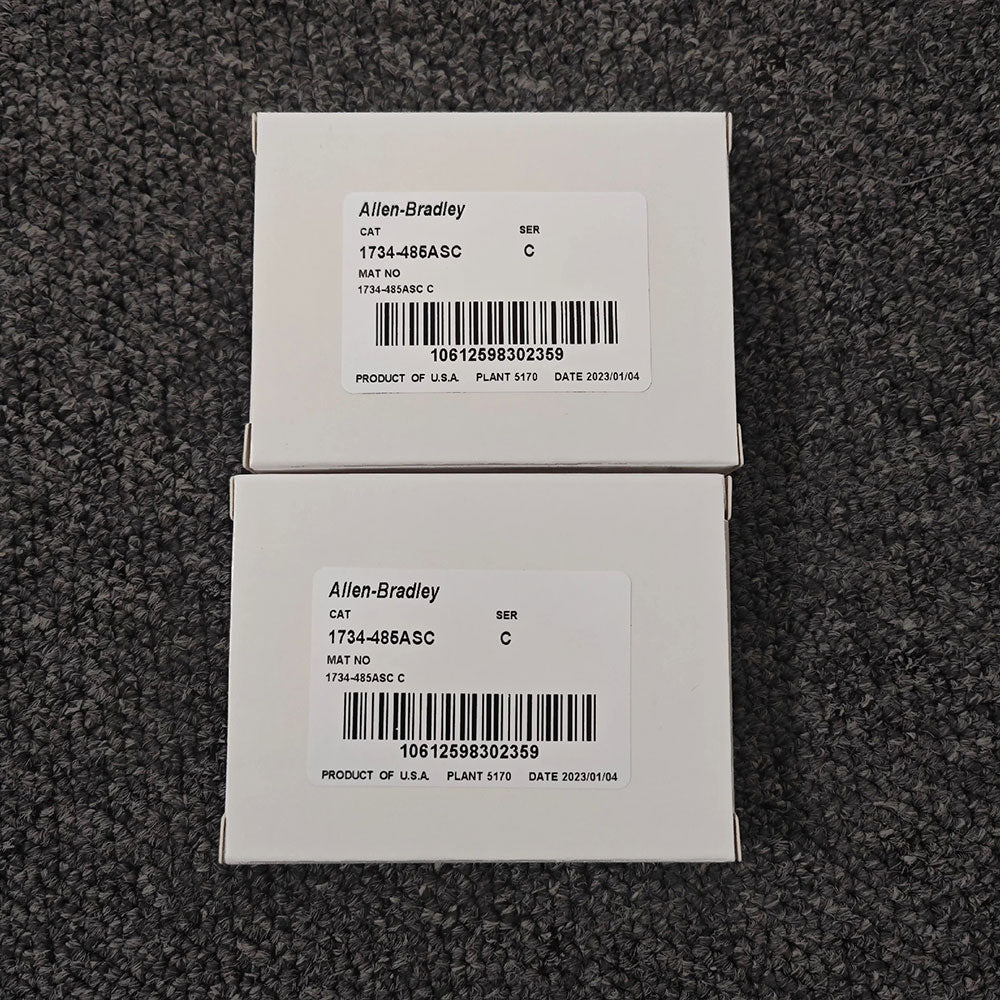 Allen-Bradley
CAT SER
1734-485ASC C
MAT NO
1734-485ASC C
10612598302359
PRODUCT OF U.S.A. PLANT 5170 DATE 2023/01/04
Allen-Bradley
CAT SER
1734-485ASC C
MAT NO
1734-485ASC C
10612598302359
PRODUCT OF U.S.A. PLANT 5170 DATE 2023/01/04